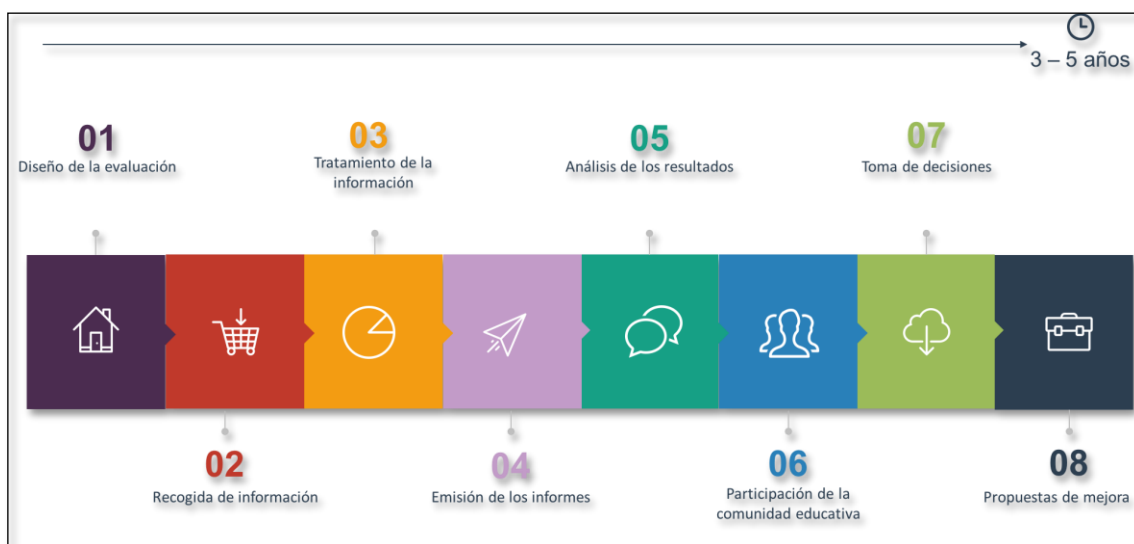 3 – 5 años
01
Diseño de la evaluación
03
Tratamiento de la
información
05
Análisis de los resultados
07
Toma de decisiones
02
Recogida de información
04
Emisión de los informes
06
Participación de la
comunidad educativa
08
Propuestas de mejora